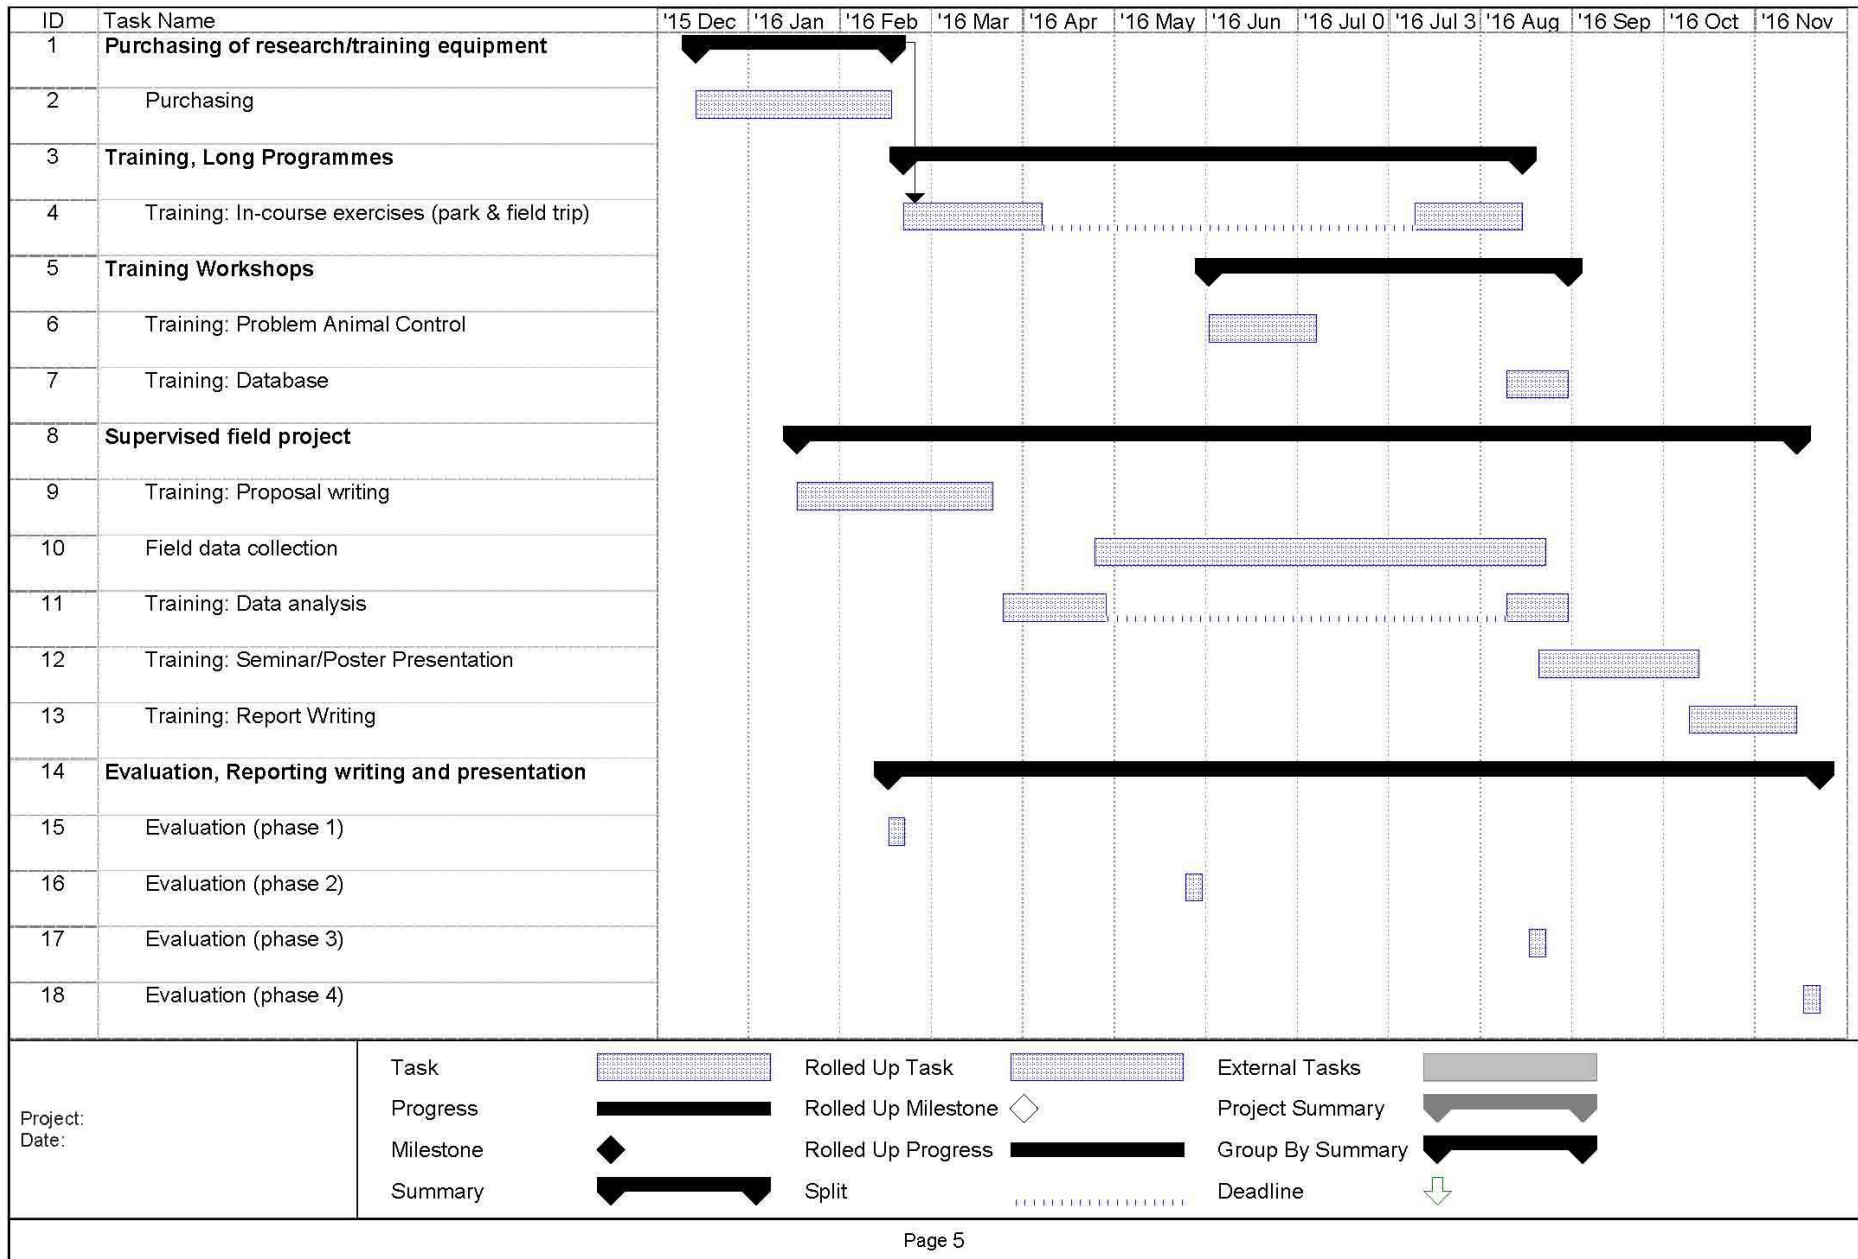 ID Task Name '15 Dec '16 Jan '16 Feb '16 Mar '16 Apr '16 May '16 Jun '16 Jul 0 '16 Jul 3 '16 Aug '16 Sep '16 Oct '16 Nov
1 Purchasing of research/training equipment
2 Purchasing
3 Training, Long Programmes
4 Training: In-course exercises (park & field trip)
5 Training Workshops
6 Training: Problem Animal Control
7 Training: Database
8 Supervised field project
9 Training: Proposal writing
10 Field data collection
11 Training: Data analysis
12 Training: Seminar/Poster Presentation
13 Training: Report Writing
14 Evaluation, Reporting writing and presentation
15 Evaluation (phase 1)
16 Evaluation (phase 2)
17 Evaluation (phase 3)
18 Evaluation (phase 4)
Project:
Date:
Task Rolled Up Task External Tasks
Progress Rolled Up Milestone Project Summary
Milestone Rolled Up Progress Group By Summary
Summary Split Deadline
Page 5